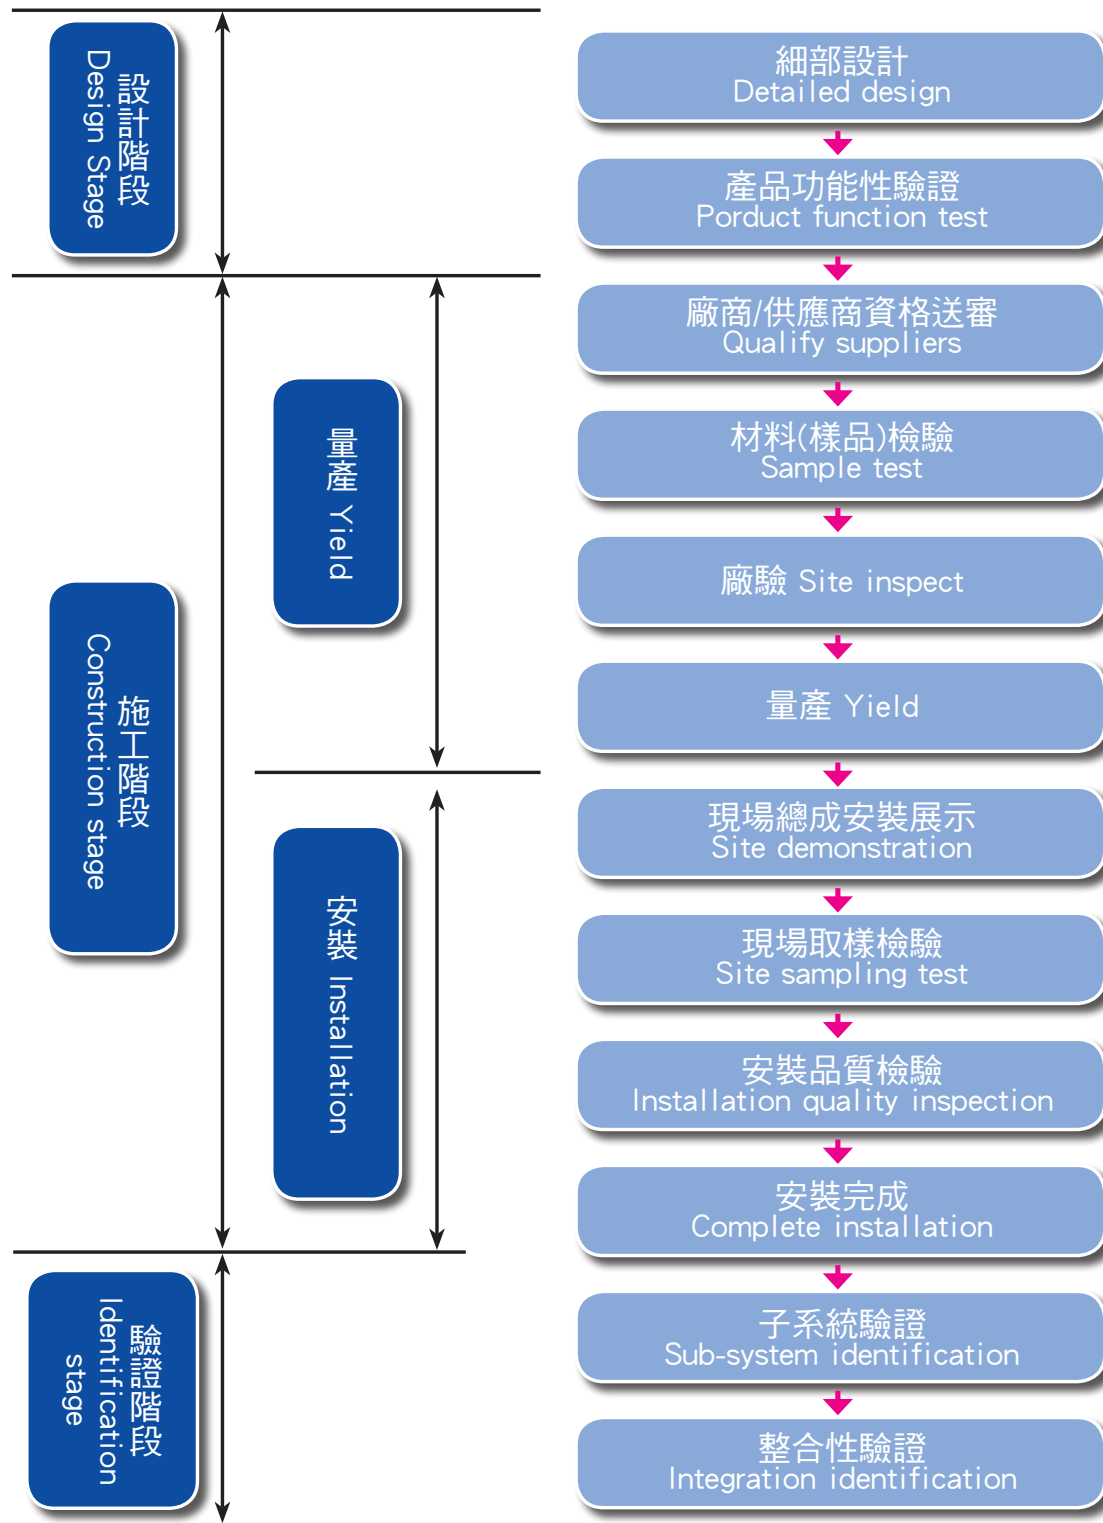 設計階段
Design Stage
施工階段
Construction stage
量產 Yield
安裝 Installation
驗證階段
Identification
stage
細部設計
Detailed design
產品功能性驗證
Porduct function test
廠商/供應商資格送審
Qualify suppliers
材料(樣品)檢驗
Sample test
廠驗 Site inspect
量產 Yield
現場總成安裝展示
Site demonstration
現場取樣檢驗
Site sampling test
安裝品質檢驗
Installation quality inspection
安裝完成
Complete installation
子系統驗證
Sub-system identification
整合性驗證
Integration identification